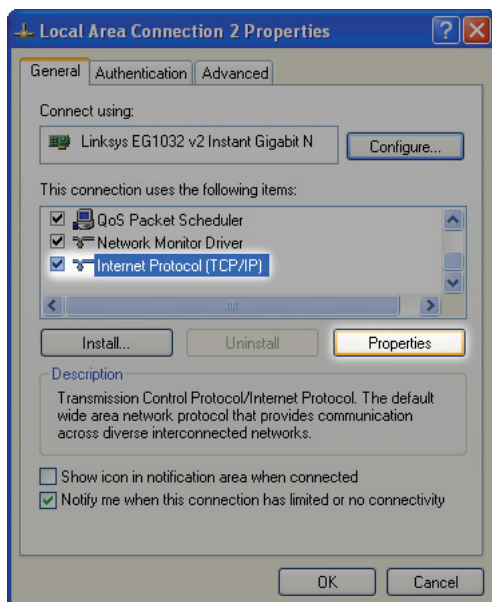 Local Area Connection 2 Properties
General Authentication Advanced
Connect using:
Linksys EG1032 v2 Instant Gigabit N Configure...
This connection uses the following items:
QoS Packet Scheduler
Network Monitor Driver
Internet Protocol (TCP/IP)
Install... Uninstall Properties
Description
Transmission Control Protocol/Internet Protocol. The default
wide area network protocol that provides communication
across diverse interconnected networks.
Show icon in notification area when connected
Notify me when this connection has limited or no connectivity
OK Cancel